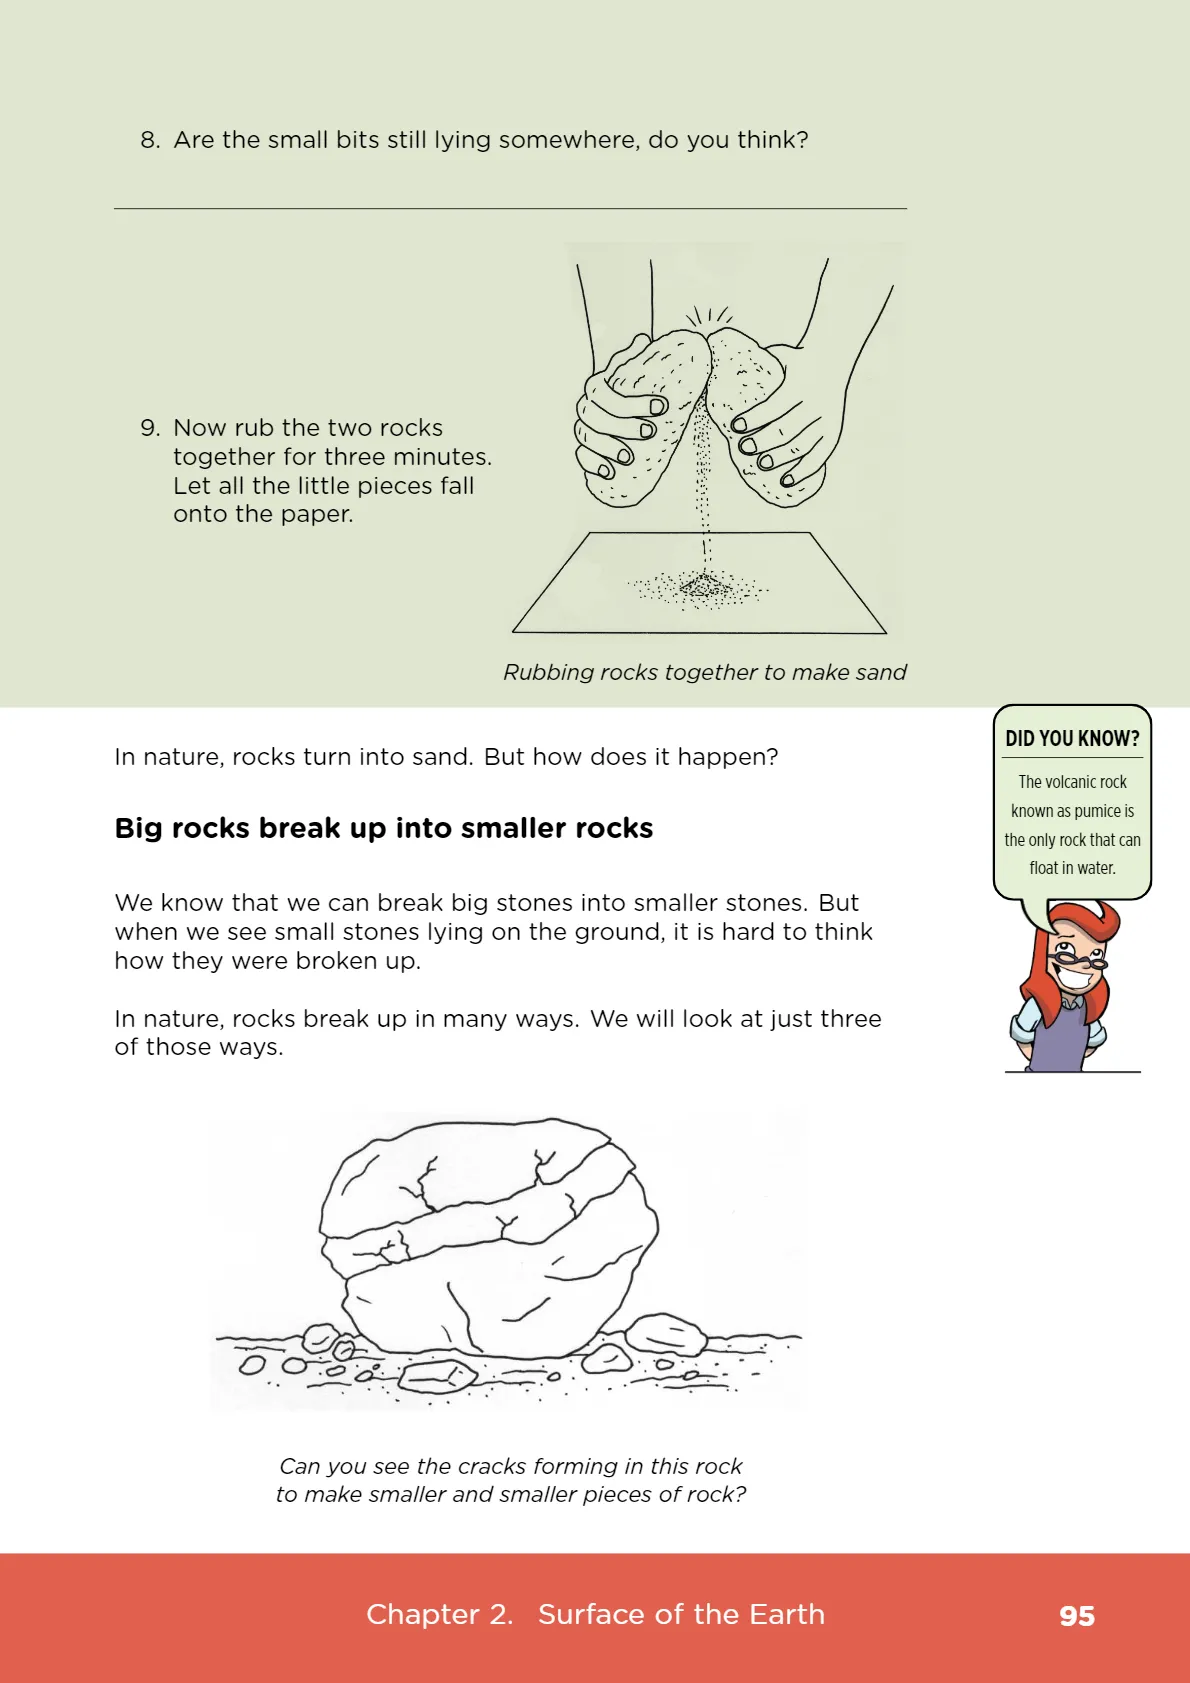 8. Are the small bits still lying somewhere, do you think?
9. Now rub the two rocks
together for three minutes.
Let all the little pieces fall
onto the paper.
Rubbing rocks together to make sand
In nature, rocks turn into sand. But how does it happen?
DID YOU KNOW?
The volcanic rock
known as pumice is
the only rock that can
float in water.
Big rocks break up into smaller rocks
We know that we can break big stones into smaller stones. But
when we see small stones lying on the ground, it is hard to think
how they were broken up.
In nature, rocks break up in many ways. We will look at just three
of those ways.
Can you see the cracks forming in this rock
to make smaller and smaller pieces of rock?
Chapter 2. Surface of the Earth
95